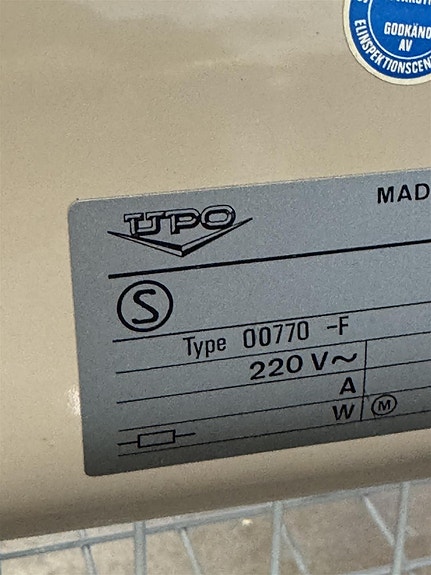 GODKÄND
AV
ELINSPEKTIONSCEN
UPO
MAD
S
Type 00770 -F
220 V~
A
W M